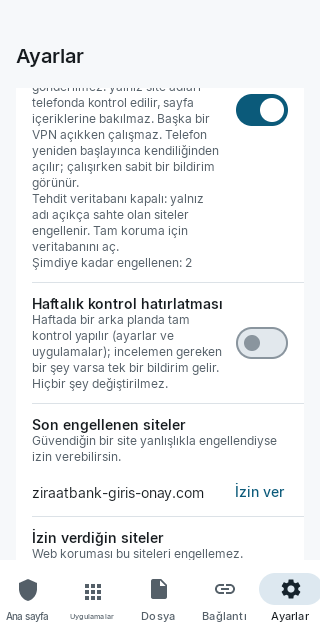 Ayarlar
gönderilmez: yalnız site adları
telefonda kontrol edilir, sayfa
içeriklerine bakılmaz. Başka bir
VPN açıkken çalışmaz. Telefon
yeniden başlayınca kendiliğinden
açılır; çalışırken sabit bir bildirim
görünür.
Tehdit veritabanı kapalı: yalnız
adı açıkça sahte olan siteler
engellenir. Tam koruma için
veritabanını aç.
Şimdiye kadar engellenen: 2
Haftalık kontrol hatırlatması
Haftada bir arka planda tam
kontrol yapılır (ayarlar ve
uygulamalar); incelemen gereken
bir şey varsa tek bir bildirim gelir.
Hiçbir şey değiştirilmez.
Son engellenen siteler
Güvendiğin bir site yanlışlıkla engellendiyse
izin verebilirsin.
ziraatbank-giris-onay.com İzin ver
İzin verdiğin siteler
Web koruması bu siteleri engellemez.
Ana sayfa Uygulamalar Dosya Bağlantı Ayarlar